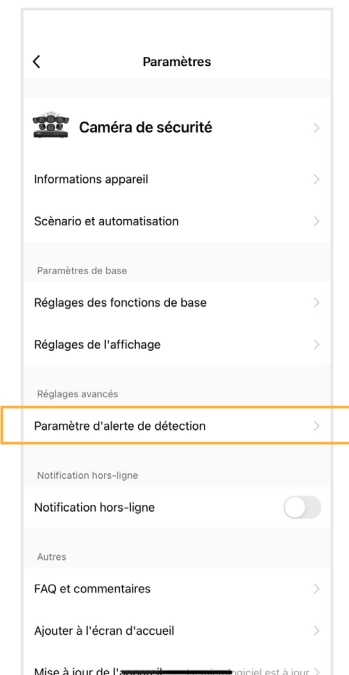 Paramètres
Caméra de sécurité
Informations appareil
Scènario et automatisation
Paramètres de base
Réglages des fonctions de base
Réglages de l'affichage
Réglages avancés
Paramètre d'alerte de détection
Notification hors-ligne
Notification hors-ligne
Autres
FAQ et commentaires
Ajouter à l'écran d'accueil
Mise à jour de est à jour